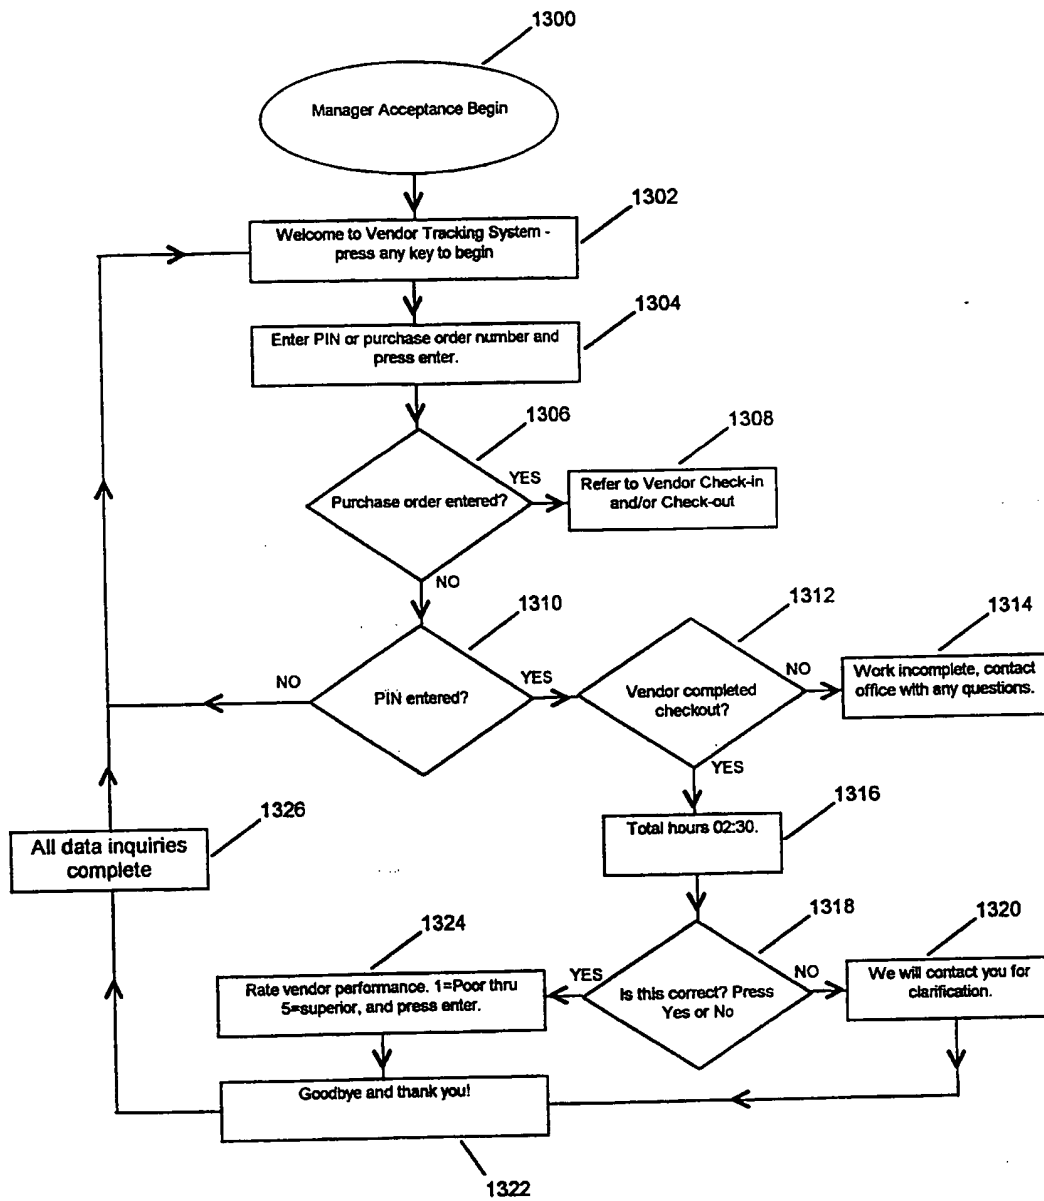 1300
Manager Acceptance Begin
1302
Welcome to Vendor Tracking System -
press any key to begin
1304
Enter PIN or purchase order number and
press enter.
1306
Purchase order entered?
YES
1308
Refer to Vendor Check-in
and/or Check-out
NO
1310
PIN entered?
NO
YES
1312
Vendor completed
checkout?
NO
1314
Work incomplete, contact
office with any questions.
YES
1316
Total hours 02:30.
1318
Is this correct? Press
Yes or No
NO
1320
We will contact you for
clarification.
YES
1324
Rate vendor performance. 1=Poor thru
5=superior, and press enter.
Goodbye and thank you!
1322
1326
All data inquiries
complete